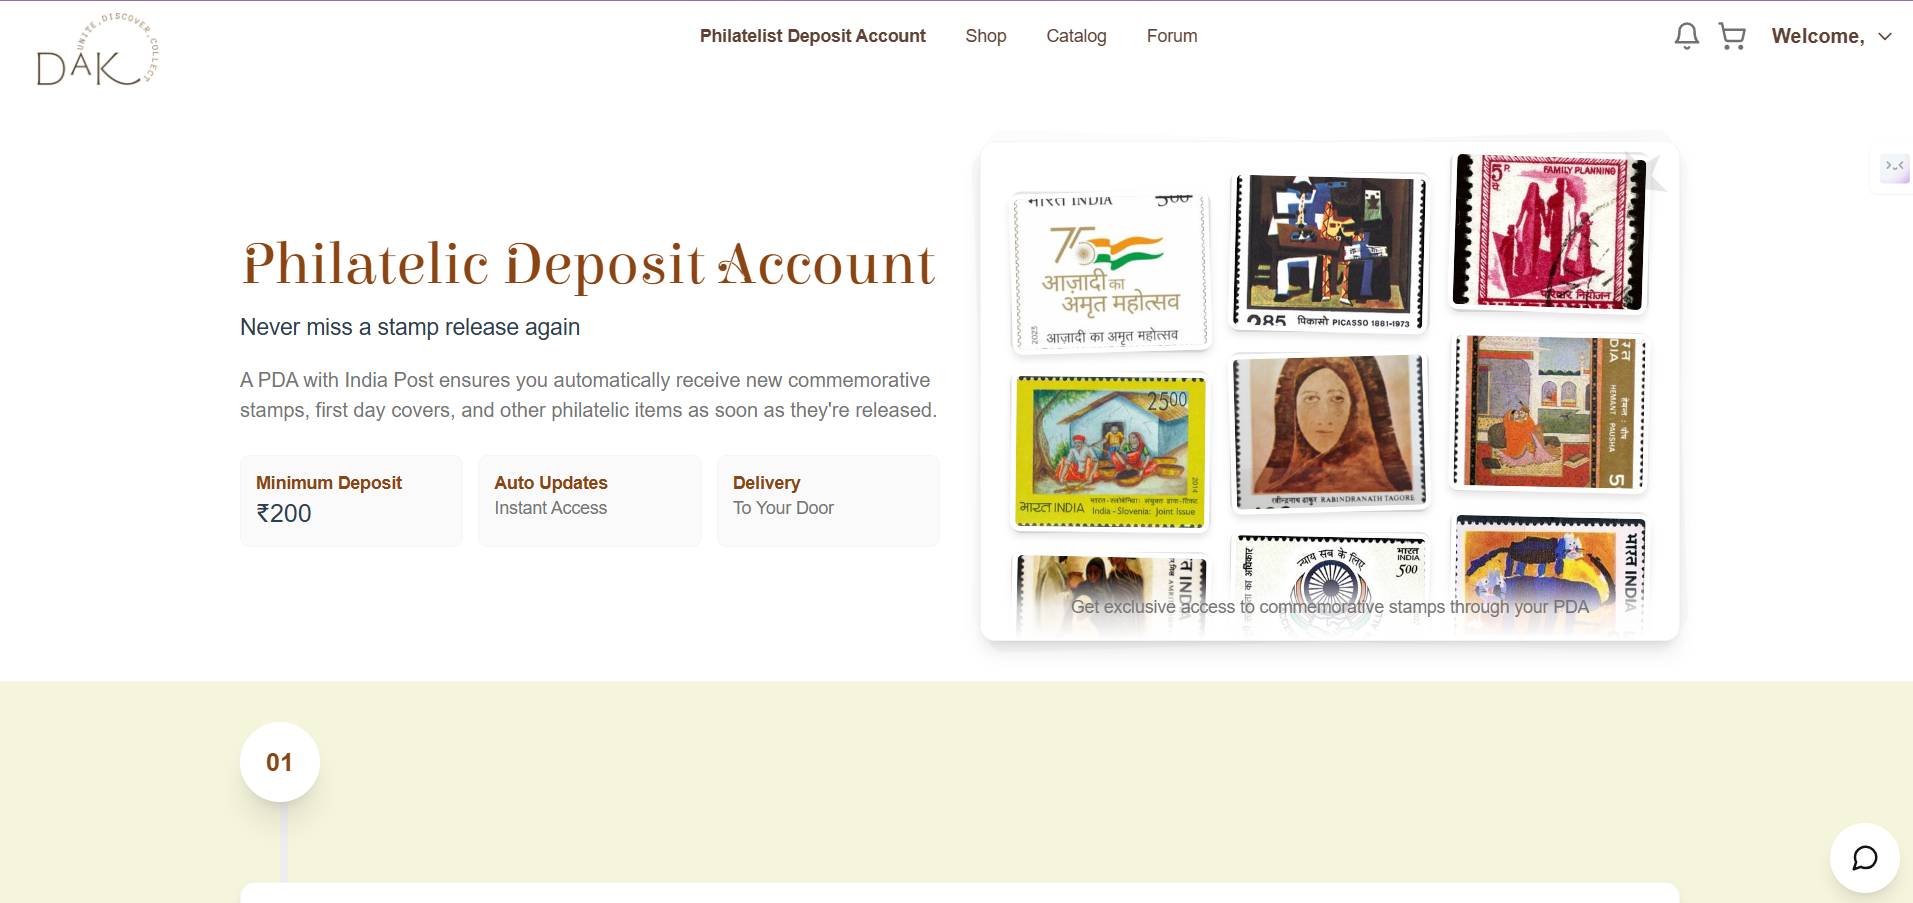 UNITE, DISCOVER, COLLECT
DAK
Philatelist Deposit Account
Shop
Catalog
Forum
Welcome,
Philatelic Deposit Account
Never miss a stamp release again
A PDA with India Post ensures you automatically receive new commemorative
stamps, first day covers, and other philatelic items as soon as they're released.
Minimum Deposit
₹200
Auto Updates
Instant Access
Delivery
To Your Door
भारत INDIA 500
75
आज़ादी का
अमृत महोत्सव
2023
आज़ादी का अमृत महोत्सव
285 पिकासो PICASSO 1881-1973
5 P.
पै.
FAMILY PLANNING
परिवार नियोजन
2500
2014
भारत INDIA
भारत-स्लोवेनिया: संयुक्त डाक-टिकट
India - Slovenia: Joint Issue
रवीन्द्रनाथ ठाकुर RABINDRANATH TAGORE
HEMANT PAUSHA
5
INDIA
न्याय सब के लिए
भारत
INDIA
500
भारत INDIA
Get exclusive access to commemorative stamps through your PDA
01